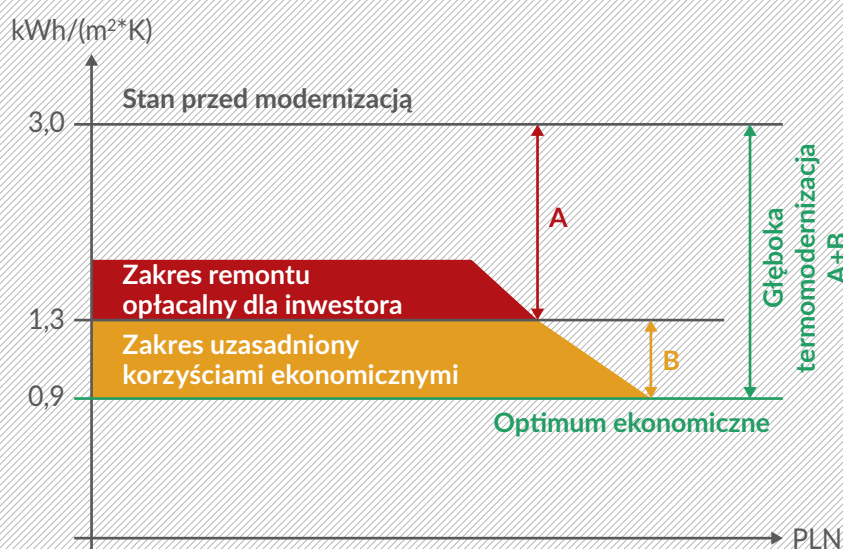 kWh/(m²*K)
Stan przed modernizacją
3,0
A
Głęboka
termomodernizacja
A+B
Zakres remontu
opłacalny dla inwestora
1,3
Zakres uzasadniony
korzyściami ekonomicznymi
B
0,9
Optimum ekonomiczne
PLN